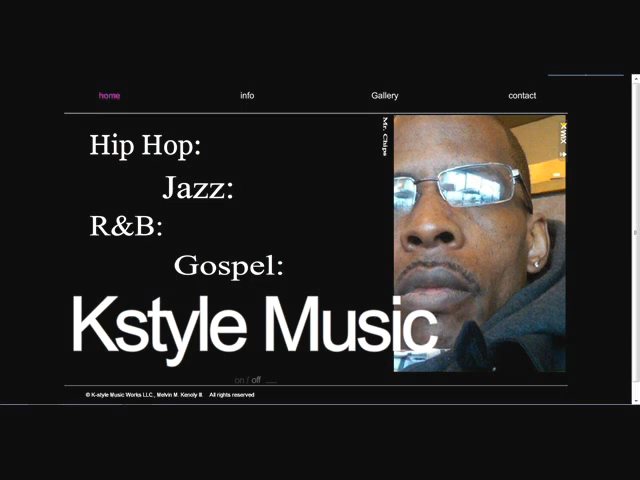 home info Gallery contact
Mr. Chips
WiX
Hip Hop:
Jazz:
R&B:
Gospel:
Kstyle Music
on / off
© K-style Music Works LLC., Melvin M. Kenoly III. All rights reserved